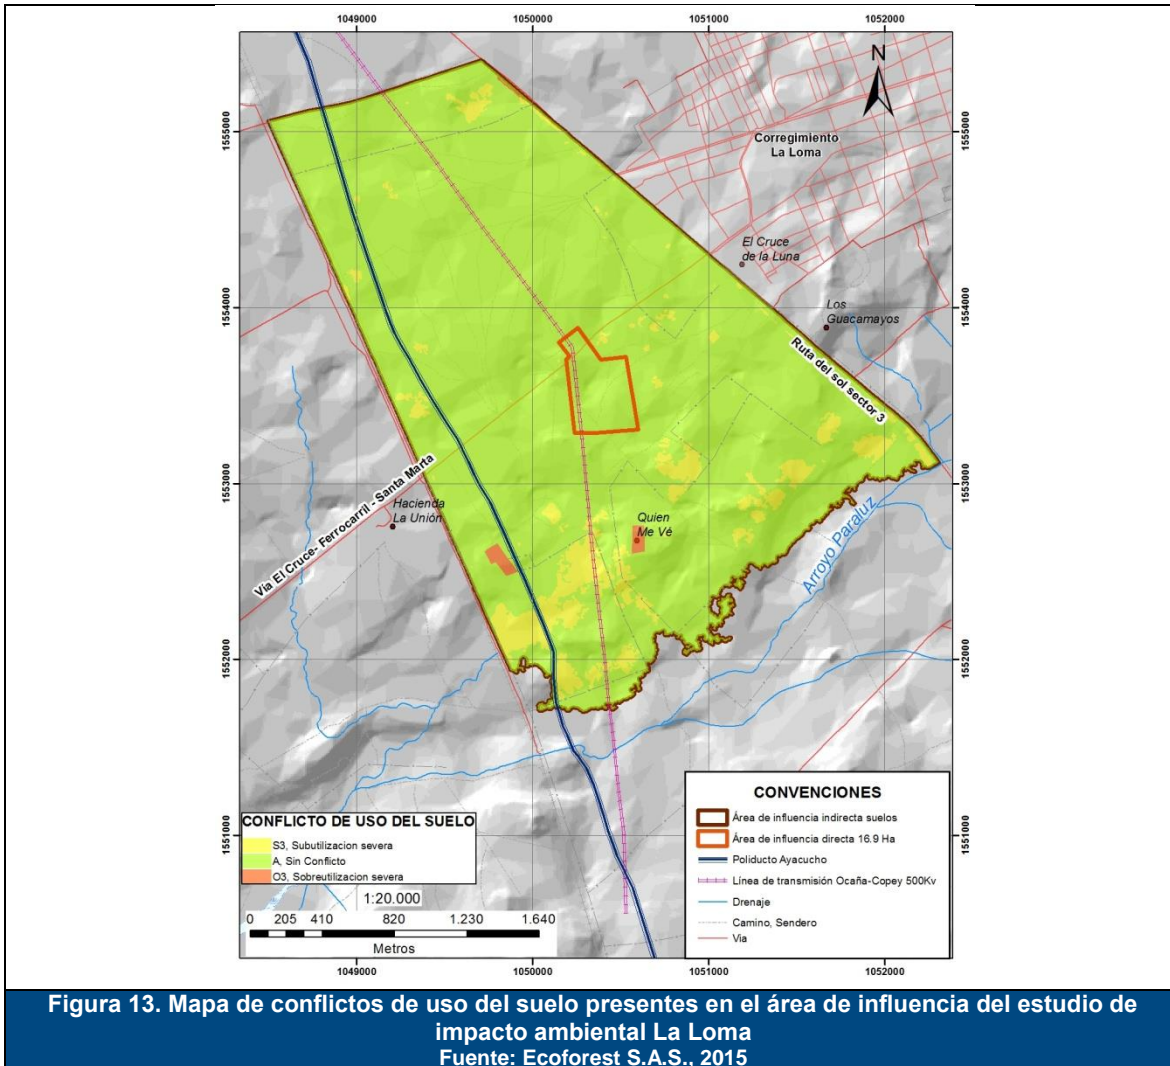 1049000
1050000
1051000
1052000
N
1555000
1555000
Corregimiento
La Loma
El Cruce
de la Luna
1554000
1554000
Los
Guacamayos
Ruta del sol sector 3
1553000
1553000
Via El Cruce- Ferrocarril - Santa Marta
Hacienda
La Unión
Quien
Me Vé
Arroyo Paraluz
1552000
1552000
1551000
1551000
CONFLICTO DE USO DEL SUELO
S3, Subutilizacion severa
A, Sin Conflicto
O3, Sobreutilizacion severa
1:20.000
0 205 410 820 1.230 1.640
Metros
CONVENCIONES
Área de influencia indirecta suelos
Área de influencia directa 16.9 Ha
Poliducto Ayacucho
Línea de transmisión Ocaña-Copey 500Kv
Drenaje
Camino, Sendero
Via
1049000
1050000
1051000
1052000
Figura 13. Mapa de conflictos de uso del suelo presentes en el área de influencia del estudio de
impacto ambiental La Loma
Fuente: Ecoforest S.A.S., 2015